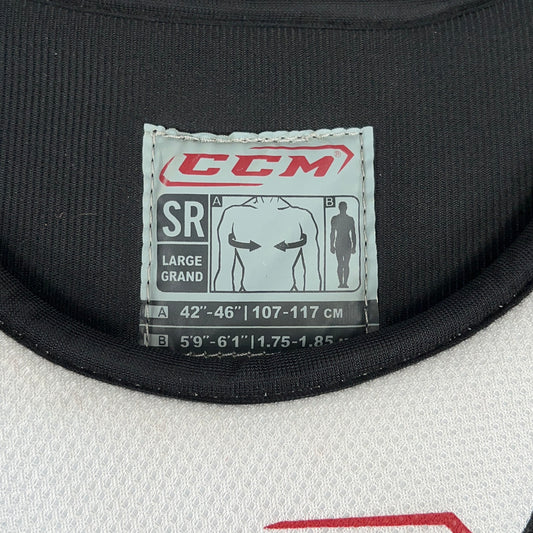 CCM®
SR
LARGE
GRAND
A
B
A 42"-46" | 107-117 CM
B 5'9"-6'1" | 1.75-1.85